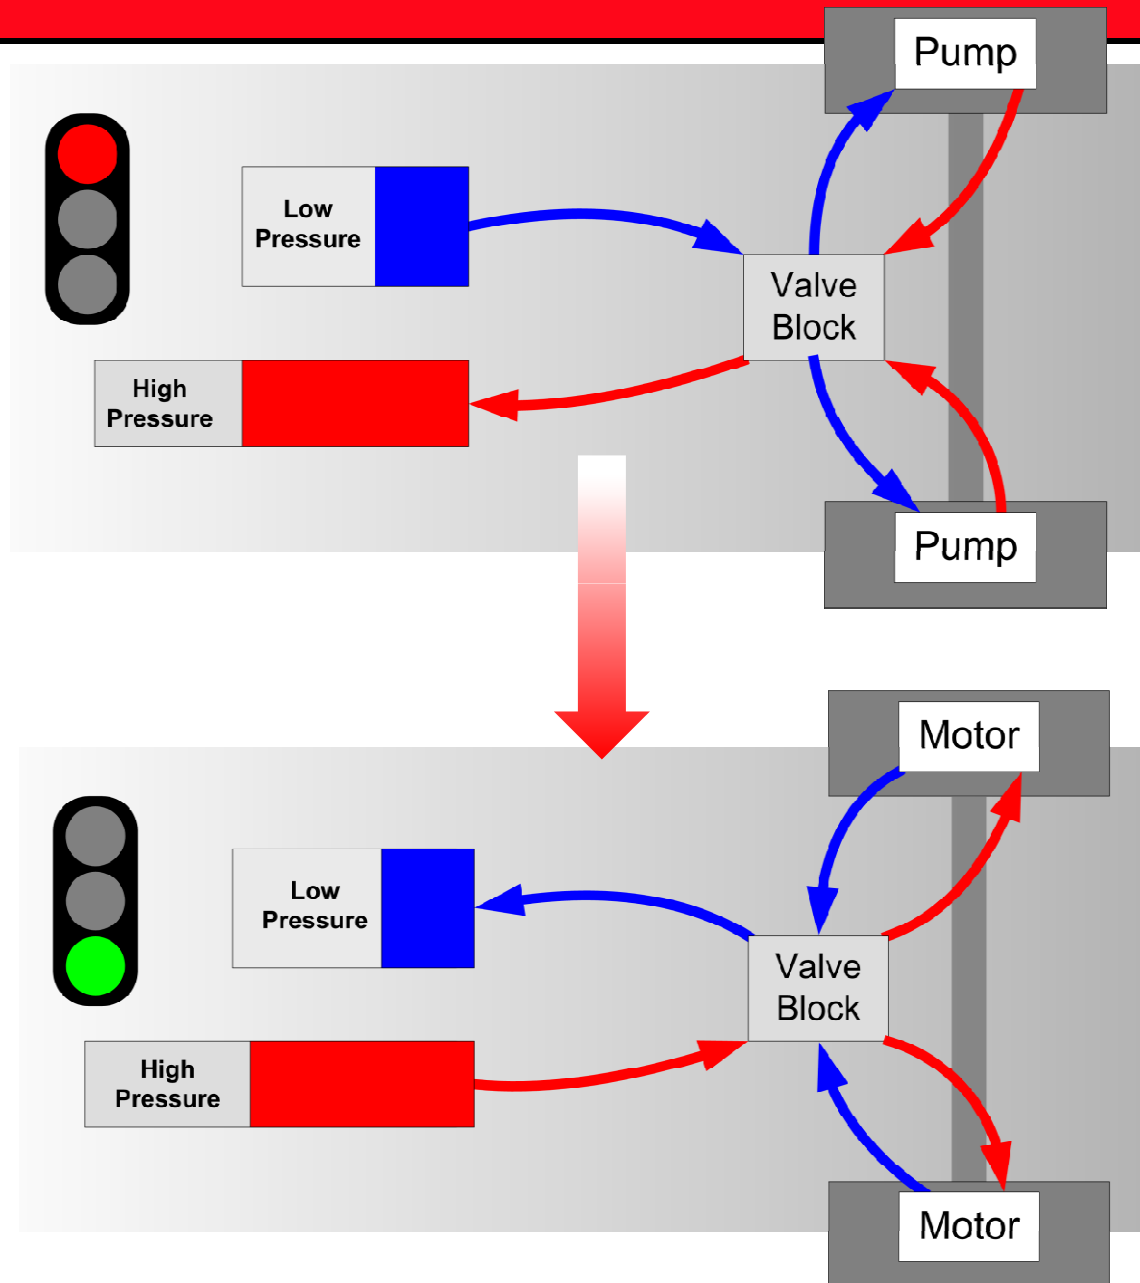 Pump
Low
Pressure
Valve
Block
High
Pressure
Pump
Motor
Low
Pressure
Valve
Block
High
Pressure
Motor